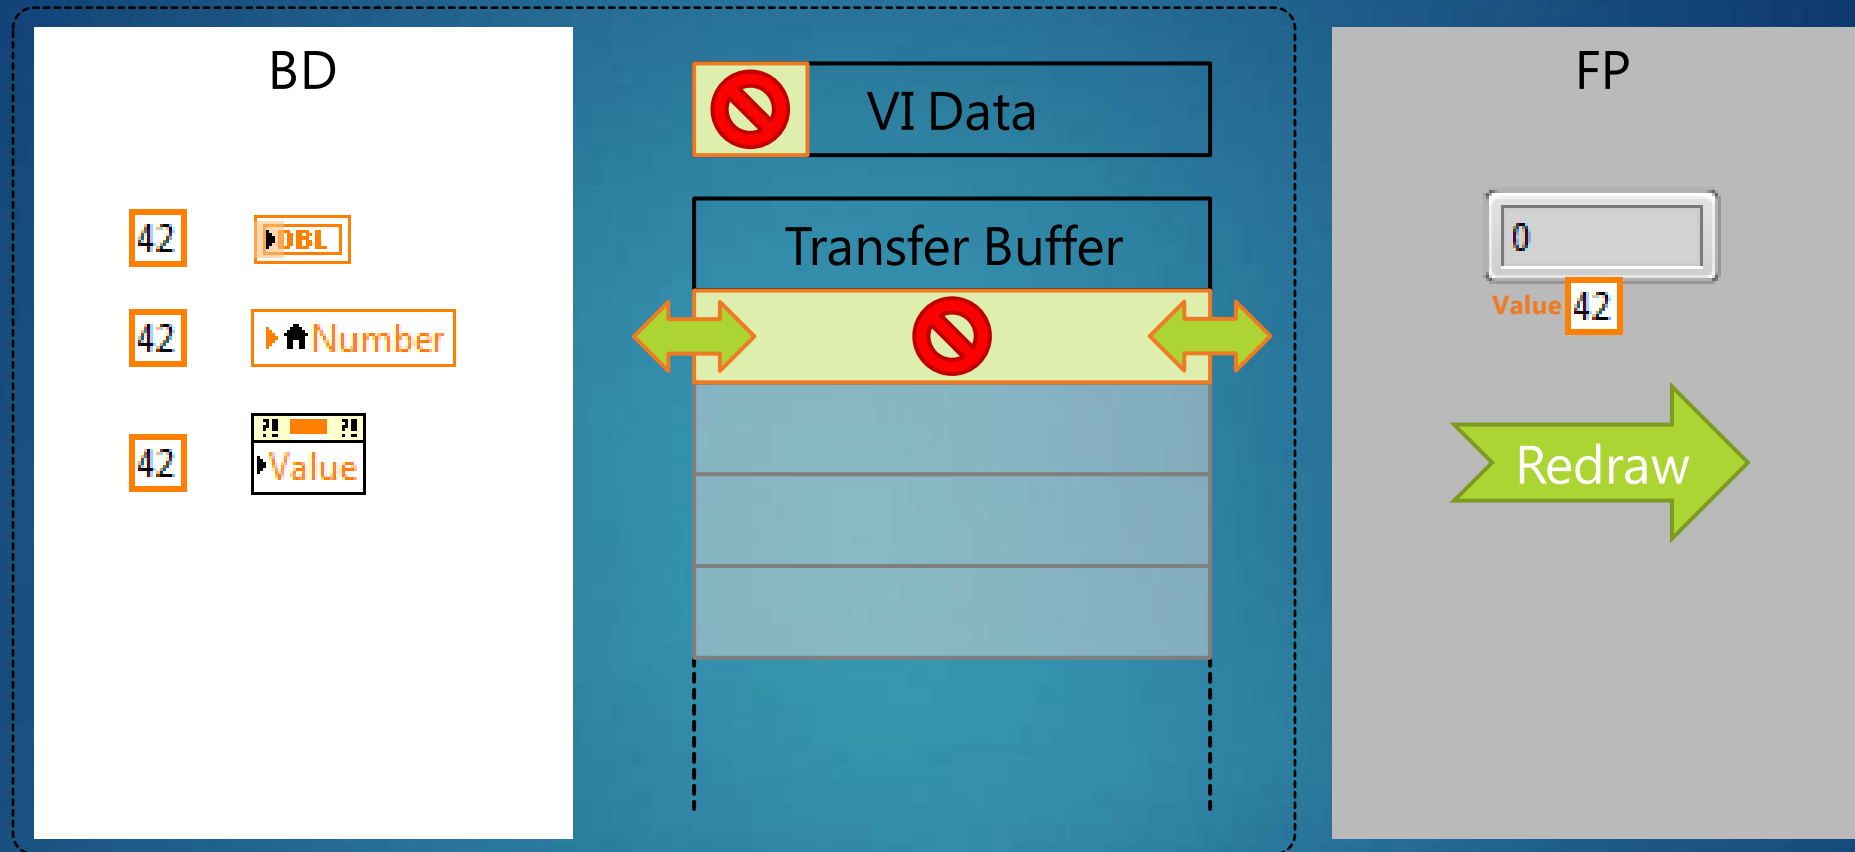 BD
42
DBL
42
Number
42
?! ?!
Value
VI Data
Transfer Buffer
FP
0
Value 42
Redraw